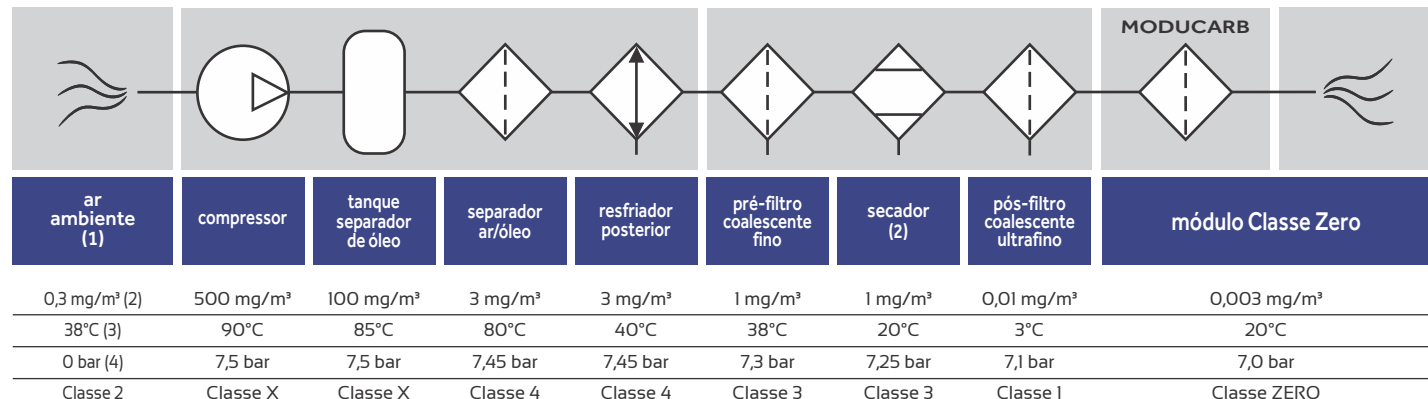 MODUCARB
ar
ambiente
(1)
compressor
tanque
separador
de óleo
separador
ar/óleo
resfriador
posterior
pré-filtro
coalescente
fino
secador
(2)
pós-filtro
coalescente
ultrafino
módulo Classe Zero
0,3 mg/m³ (2) 500 mg/m³ 100 mg/m³ 3 mg/m³ 3 mg/m³ 1 mg/m³ 1 mg/m³ 0,01 mg/m³ 0,003 mg/m³
38°C (3) 90°C 85°C 80°C 40°C 38°C 20°C 3°C 20°C
0 bar (4) 7,5 bar 7,5 bar 7,45 bar 7,45 bar 7,3 bar 7,25 bar 7,1 bar 7,0 bar
Classe 2 Classe X Classe X Classe 4 Classe 4 Classe 3 Classe 3 Classe 1 Classe ZERO